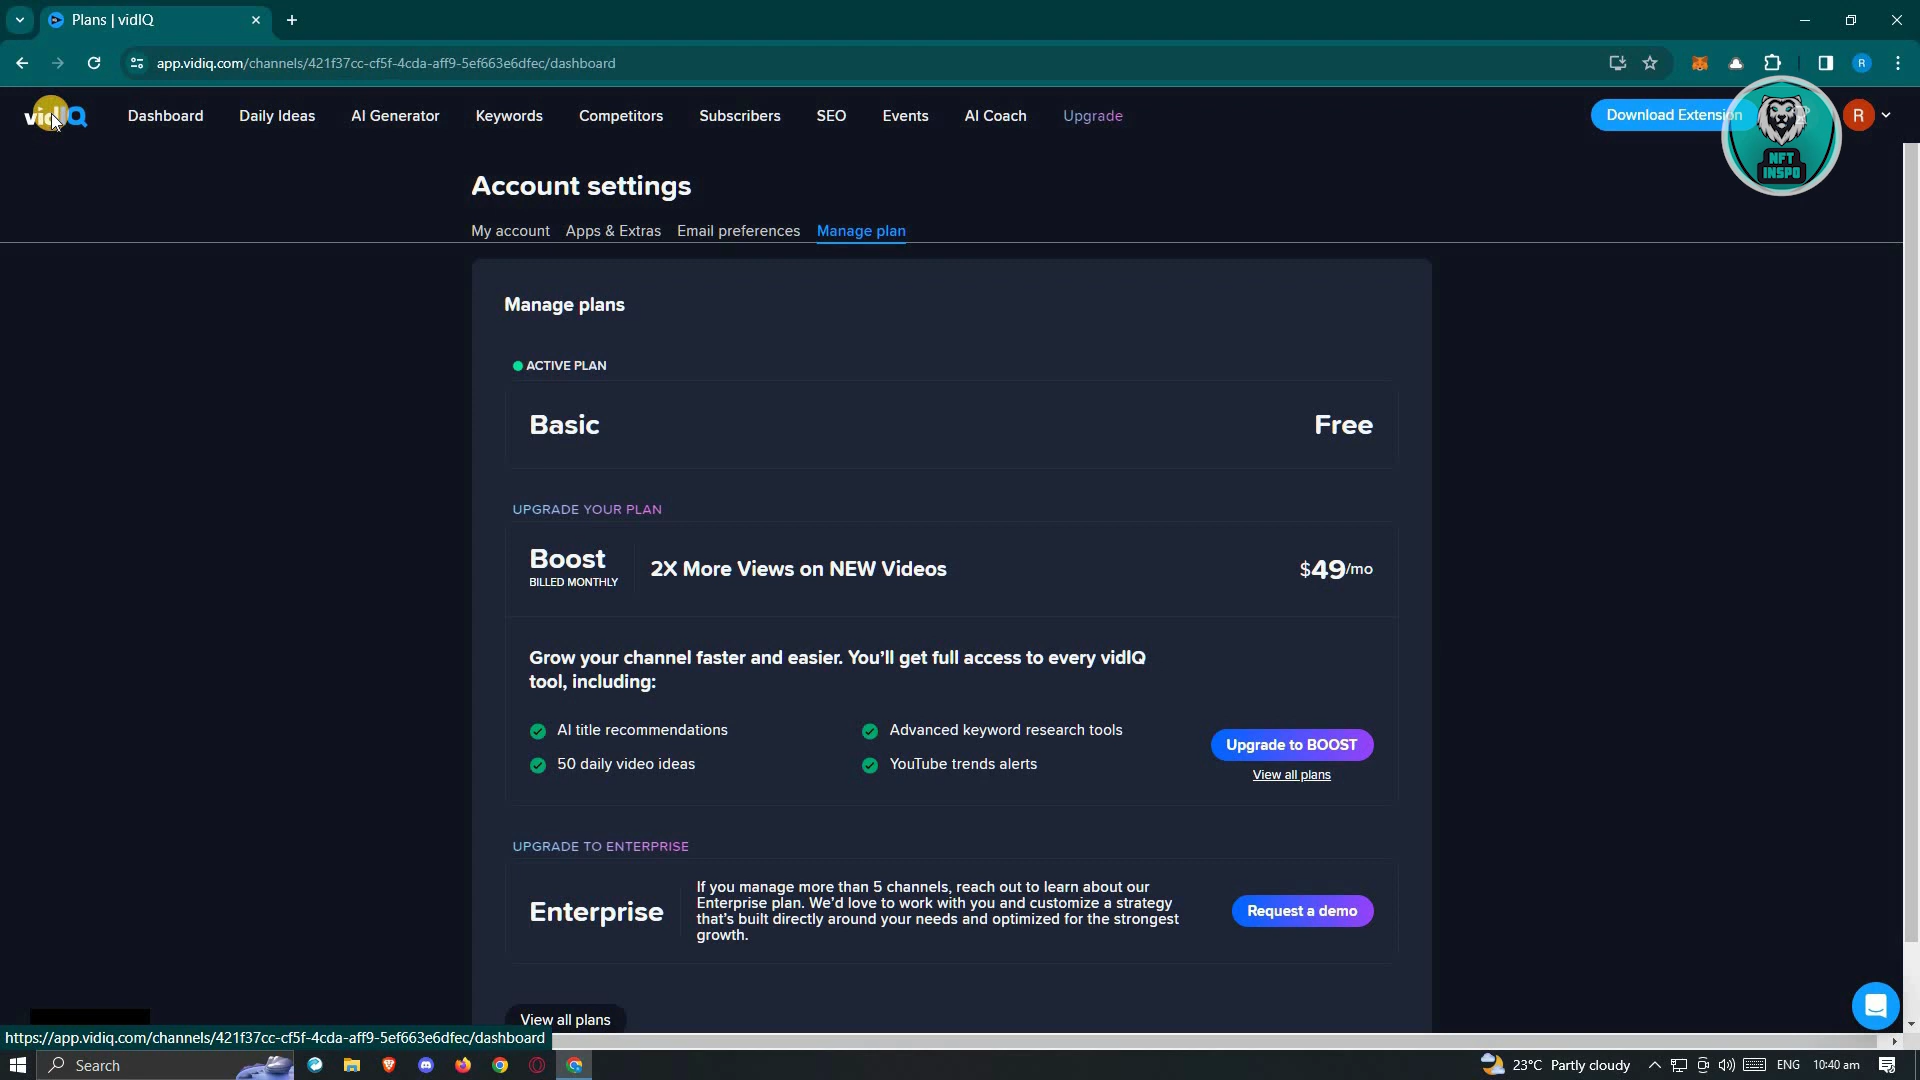 Plans | vidIQ
app.vidiq.com/channels/421f37cc-cf5f-4cda-aff9-5ef663e6dfec/dashboard
R
vidIQ
Dashboard
Daily Ideas
AI Generator
Keywords
Competitors
Subscribers
SEO
Events
AI Coach
Upgrade
Download Extension
R
NFT
INSPO
Account settings
My account
Apps & Extras
Email preferences
Manage plan
Manage plans
ACTIVE PLAN
Basic
Free
UPGRADE YOUR PLAN
Boost
BILLED MONTHLY
2X More Views on NEW Videos
$49/mo
Grow your channel faster and easier. You’ll get full access to every vidIQ
tool, including:
AI title recommendations
Advanced keyword research tools
50 daily video ideas
YouTube trends alerts
Upgrade to BOOST
View all plans
UPGRADE TO ENTERPRISE
Enterprise
If you manage more than 5 channels, reach out to learn about our
Enterprise plan. We’d love to work with you and customize a strategy
that’s built directly around your needs and optimized for the strongest
growth.
Request a demo
View all plans
https://app.vidiq.com/channels/421f37cc-cf5f-4cda-aff9-5ef663e6dfec/dashboard
Search
23°C Partly cloudy
ENG
10:40 am